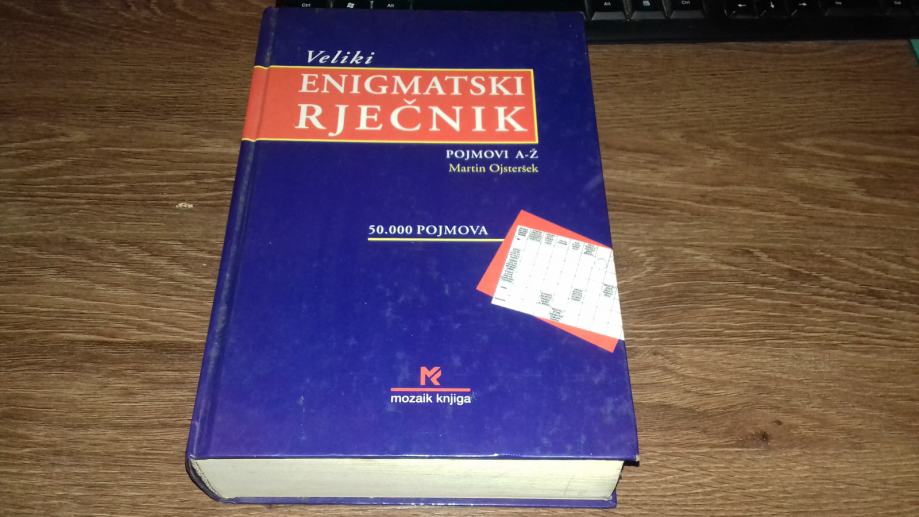 Veliki
ENIGMATSKI
RJEČNIK
POJMOVI A-Ž
Martin Ojsteršek
50.000 POJMOVA
mozaik knjiga